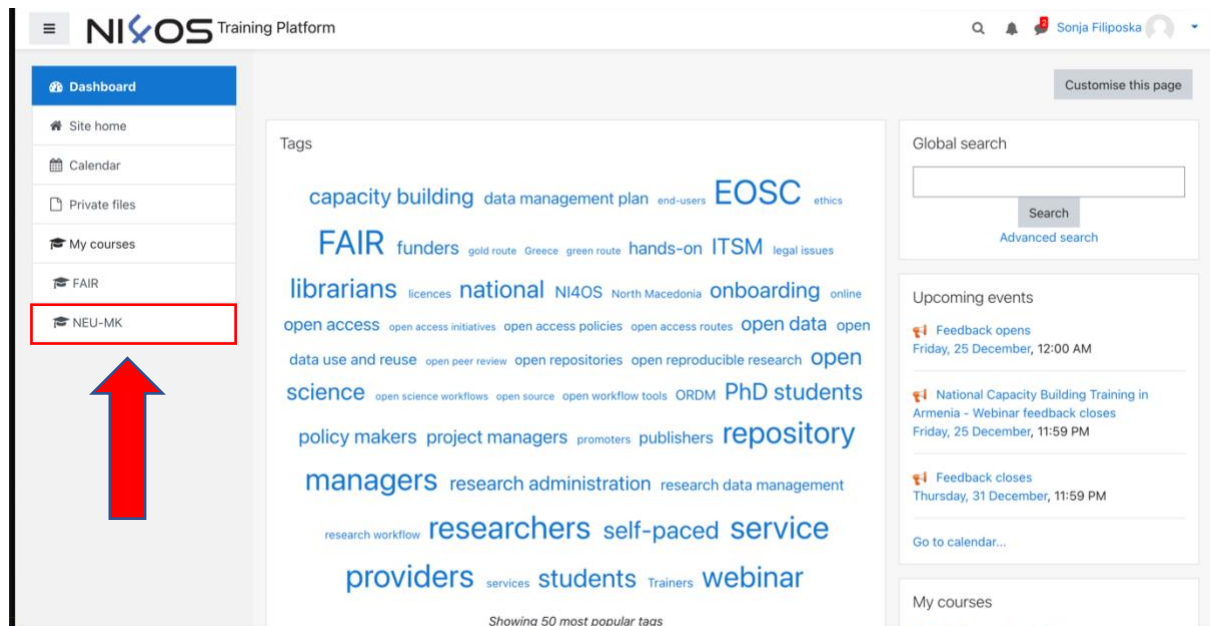 NI4OS Training Platform
Sonja Filiposka
2
Dashboard
Site home
Calendar
Private files
My courses
FAIR
NEU-MK
Customise this page
Tags
capacity building data management plan end-users EOSC ethics
FAIR funders gold route Greece green route hands-on ITSM legal issues
librarians licences national NI4OS North Macedonia onboarding online
open access open access initiatives open access policies open access routes open data open
data use and reuse open peer review open repositories open reproducible research open
science open science workflows open source open workflow tools ORDM PhD students
policy makers project managers promoters publishers repository
managers research administration research data management
research workflow researchers self-paced service
providers services students Trainers webinar
Showing 50 most popular tags
Global search
Search
Advanced search
Upcoming events
Feedback opens
Friday, 25 December, 12:00 AM
National Capacity Building Training in
Armenia - Webinar feedback closes
Friday, 25 December, 11:59 PM
Feedback closes
Thursday, 31 December, 11:59 PM
Go to calendar...
My courses